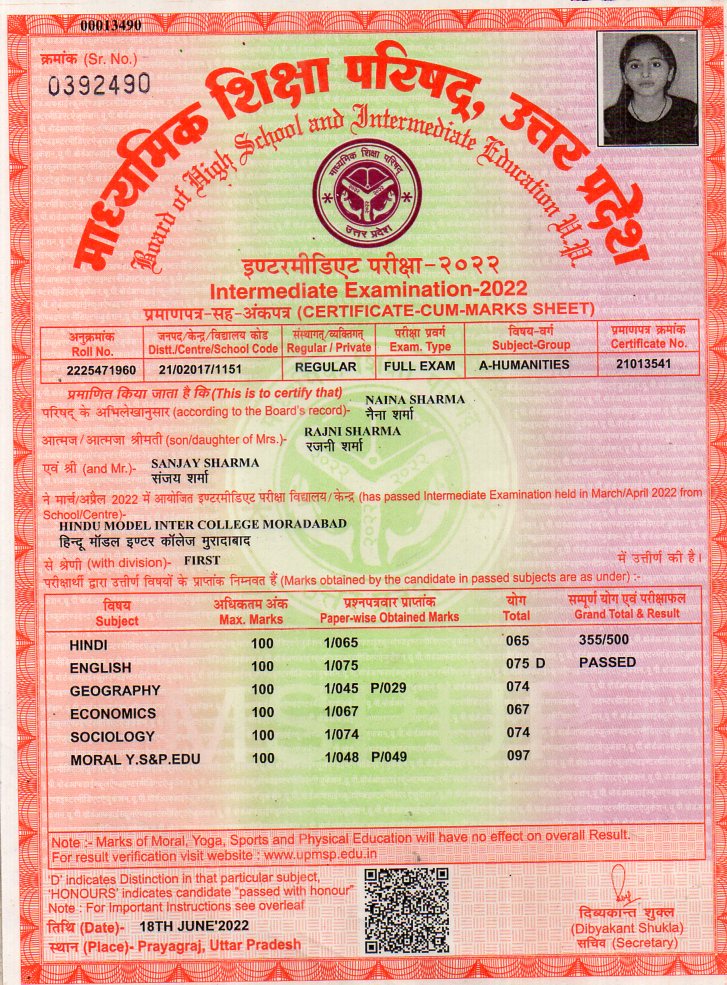 00013490
क्रमांक (Sr. No.) -
0392490
माध्यमिक शिक्षा परिषद्, उत्तर प्रदेश
Board of High School and Intermediate Education U.P.
माध्यमिक शिक्षा परिषद्
उत्तर प्रदेश
इण्टरमीडिएट परीक्षा-२०२२
Intermediate Examination-2022
प्रमाणपत्र-सह-अंकपत्र (CERTIFICATE-CUM-MARKS SHEET)
अनुक्रमांक जनपद/केन्द्र/विद्यालय कोड संस्थागत/व्यक्तिगत परीक्षा प्रवर्ग विषय-वर्ग प्रमाणपत्र क्रमांक
Roll No. Distt./Centre/School Code Regular / Private Exam. Type Subject-Group Certificate No.
2225471960 21/02017/1151 REGULAR FULL EXAM A-HUMANITIES 21013541
प्रमाणित किया जाता है कि (This is to certify that)
परिषद् के अभिलेखानुसार (according to the Board's record)- NAINA SHARMA
नैना शर्मा
आत्मज/आत्मजा श्रीमती (son/daughter of Mrs.)- RAJNI SHARMA
रजनी शर्मा
एवं श्री (and Mr.)- SANJAY SHARMA
संजय शर्मा
ने मार्च/अप्रैल 2022 में आयोजित इण्टरमीडिएट परीक्षा विद्यालय/केन्द्र (has passed Intermediate Examination held in March/April 2022 from
School/Centre)-
HINDU MODEL INTER COLLEGE MORADABAD
हिन्दू मॉडल इण्टर कॉलेज मुरादाबाद
से श्रेणी (with division)- FIRST में उत्तीर्ण की है।
परीक्षार्थी द्वारा उत्तीर्ण विषयों के प्राप्तांक निम्नवत हैं (Marks obtained by the candidate in passed subjects are as under) :-
विषय अधिकतम अंक प्रश्नपत्रवार प्राप्तांक योग सम्पूर्ण योग एवं परीक्षाफल
Subject Max. Marks Paper-wise Obtained Marks Total Grand Total & Result
HINDI 100 1/065 065 355/500
ENGLISH 100 1/075 075 D PASSED
GEOGRAPHY 100 1/045 P/029 074
ECONOMICS 100 1/067 067
SOCIOLOGY 100 1/074 074
MORAL Y.S&P.EDU 100 1/048 P/049 097
Note :- Marks of Moral, Yoga, Sports and Physical Education will have no effect on overall Result.
For result verification visit website : www.upmsp.edu.in
'D' indicates Distinction in that particular subject,
'HONOURS' indicates candidate "passed with honour"
Note : For Important Instructions see overleaf
तिथि (Date)- 18TH JUNE'2022
स्थान (Place)- Prayagraj, Uttar Pradesh
दिव्यकान्त शुक्ल
(Dibyakant Shukla)
सचिव (Secretary)